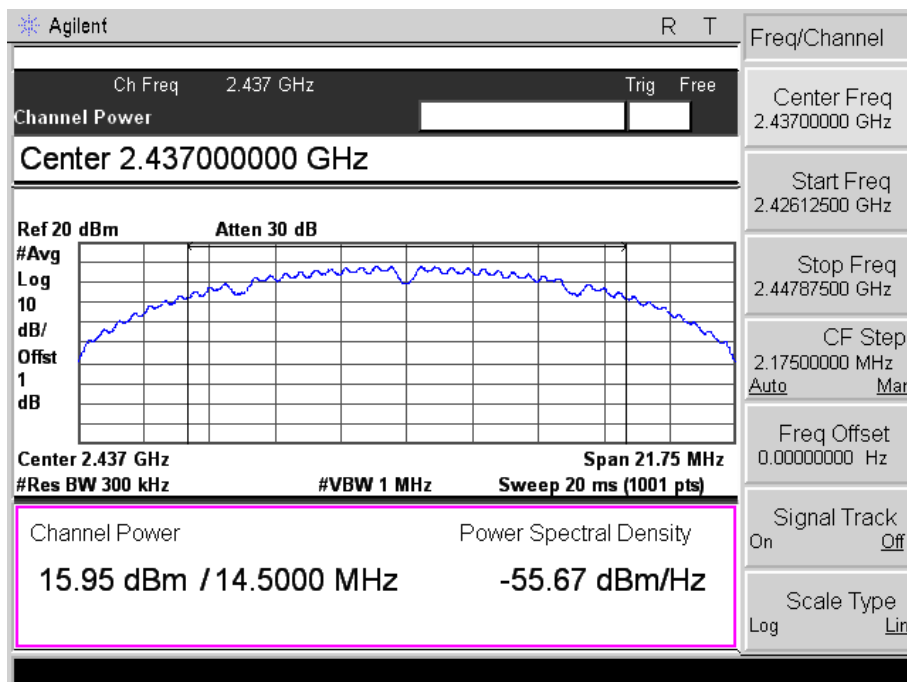 Agilent
R T
Ch Freq 2.437 GHz Trig Free
Channel Power
Center 2.437000000 GHz
Ref 20 dBm Atten 30 dB
#Avg
Log
10
dB/
Offst
1
dB
Center 2.437 GHz Span 21.75 MHz
#Res BW 300 kHz #VBW 1 MHz Sweep 20 ms (1001 pts)
Channel Power Power Spectral Density
15.95 dBm / 14.5000 MHz -55.67 dBm/Hz
Freq/Channel
Center Freq
2.43700000 GHz
Start Freq
2.42612500 GHz
Stop Freq
2.44787500 GHz
CF Step
2.17500000 MHz
Auto Man
Freq Offset
0.00000000 Hz
Signal Track
On Off
Scale Type
Log Lin